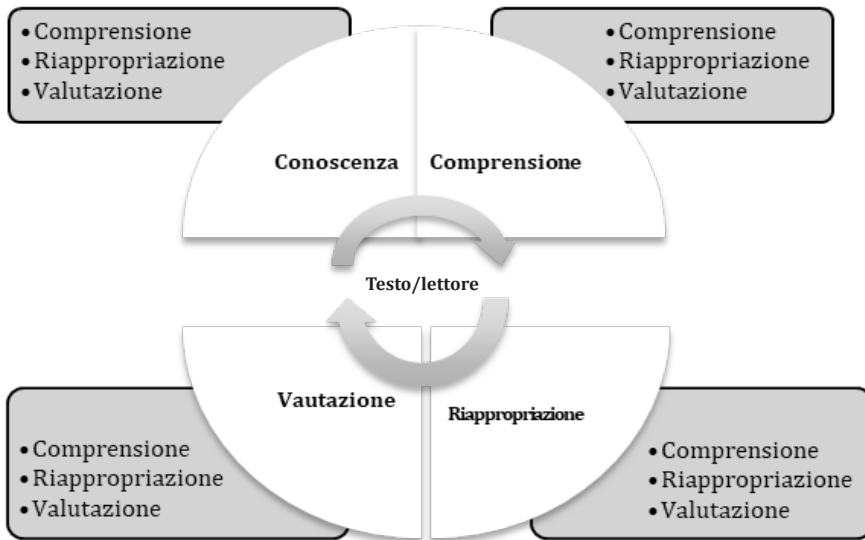 • Comprensione
• Riappropriazione
• Valutazione
• Comprensione
• Riappropriazione
• Valutazione
Conoscenza
Comprensione
Testo/lettore
Vautazione
Riappropriazione
• Comprensione
• Riappropriazione
• Valutazione
• Comprensione
• Riappropriazione
• Valutazione